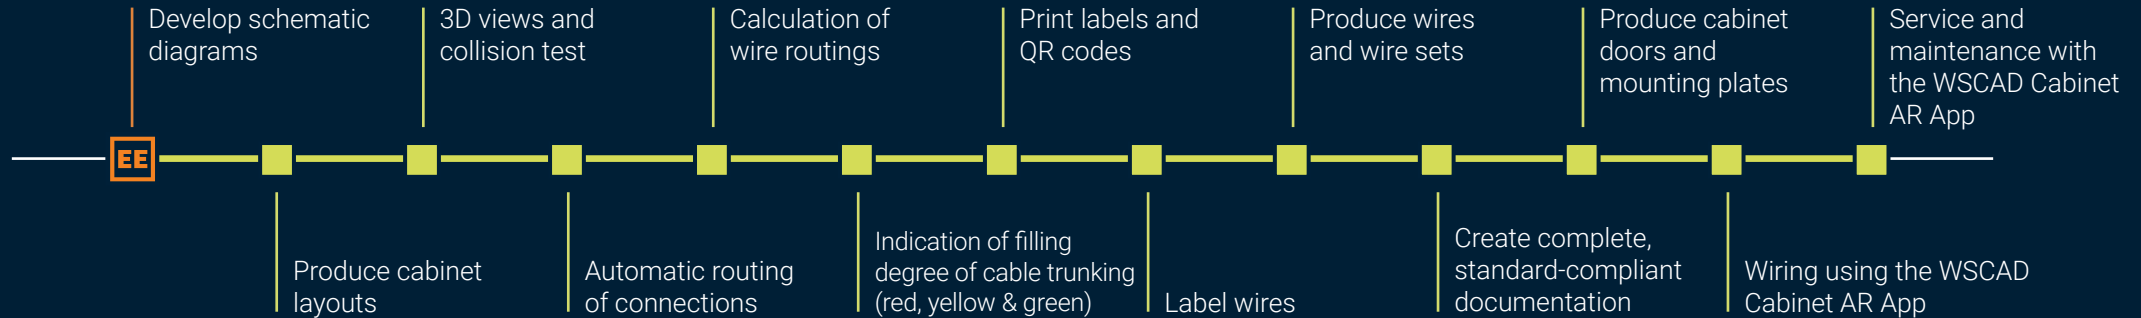 Develop schematic
diagrams
3D views and
collision test
Calculation of
wire routings
Print labels and
QR codes
Produce wires
and wire sets
Produce cabinet
doors and
mounting plates
Service and
maintenance with
the WSCAD Cabinet
AR App
EE
Produce cabinet
layouts
Automatic routing
of connections
Indication of filling
degree of cable trunking
(red, yellow & green)
Label wires
Create complete,
standard-compliant
documentation
Wiring using the WSCAD
Cabinet AR App